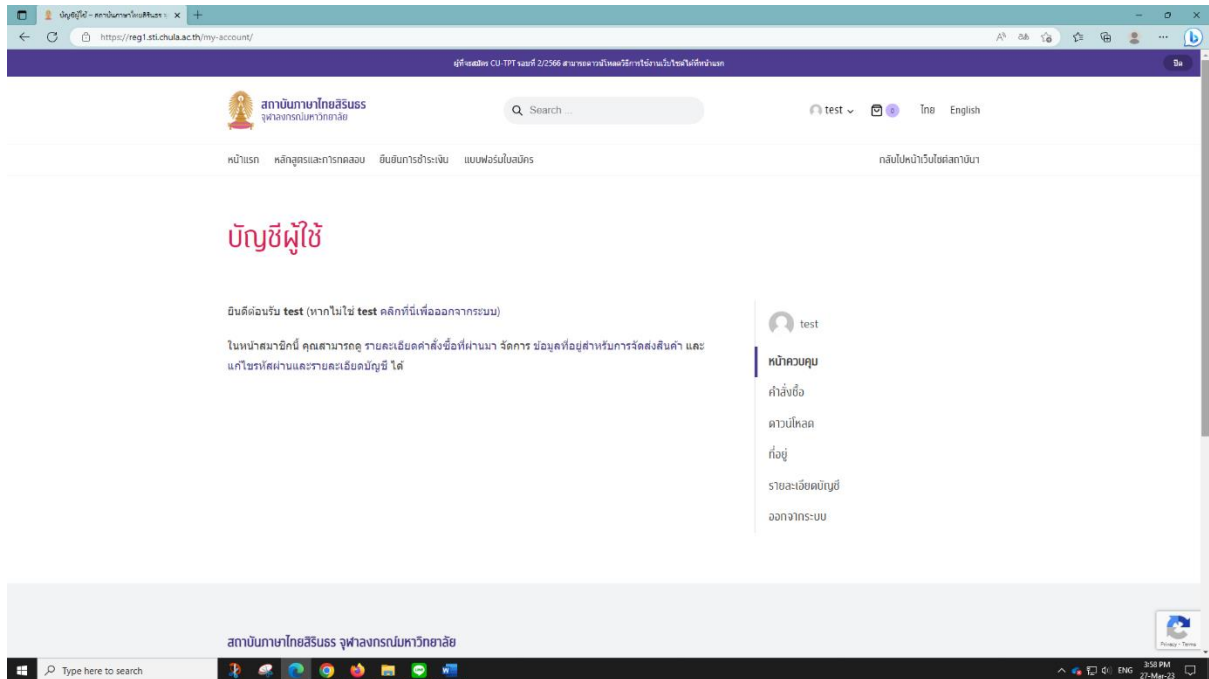 บัญชีผู้ใช้ – สถาบันภาษาไทยสิรินธร
https://reg1.sti.chula.ac.th/my-account/
ผู้ที่จะสมัคร CU-TPT รอบที่ 2/2566 สามารถดาวน์โหลดวิธีการใช้งานเว็บไซต์ได้ที่หน้าแรก
ปิด
สถาบันภาษาไทยสิรินธร
จุฬาลงกรณ์มหาวิทยาลัย
Search ...
test
0
ไทย English
หน้าแรก หลักสูตรและการทดสอบ ยืนยันการชำระเงิน แบบฟอร์มใบสมัคร
กลับไปหน้าเว็บไซต์สถาบันฯ
บัญชีผู้ใช้
ยินดีต้อนรับ test (หากไม่ใช่ test คลิกที่นี่เพื่อออกจากระบบ)
ในหน้าสมาชิกนี้ คุณสามารถดู รายละเอียดคำสั่งซื้อที่ผ่านมา จัดการ ข้อมูลที่อยู่สำหรับการจัดส่งสินค้า และ
แก้ไขรหัสผ่านและรายละเอียดบัญชี ได้
test
หน้าควบคุม
คำสั่งซื้อ
ดาวน์โหลด
ที่อยู่
รายละเอียดบัญชี
ออกจากระบบ
สถาบันภาษาไทยสิรินธร จุฬาลงกรณ์มหาวิทยาลัย
Privacy - Terms
Type here to search
ENG
3:58 PM
27-Mar-23